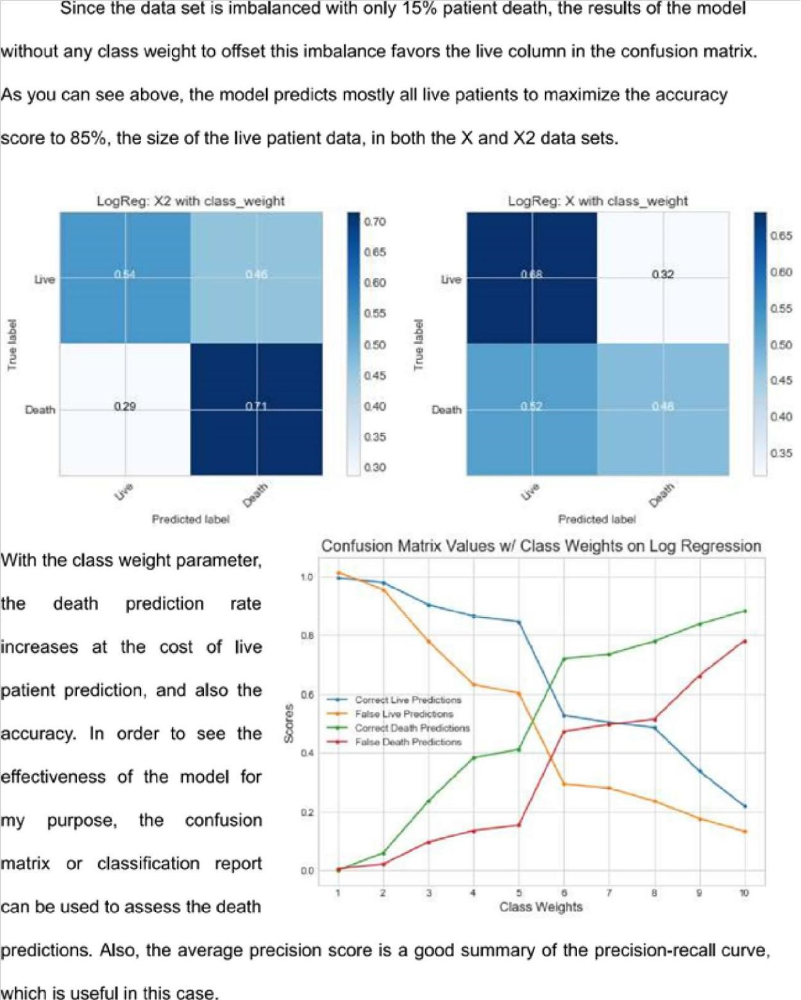 Since the data set is imbalanced with only 15% patient death, the results of the model
without any class weight to offset this imbalance favors the live column in the confusion matrix.
As you can see above, the model predicts mostly all live patients to maximize the accuracy
score to 85%, the size of the live patient data, in both the X and X2 data sets.
LogReg: X2 with class_weight
True label
Live
Death
0.54
0.46
0.29
0.71
Live
Death
Predicted label
0.70
0.65
0.60
0.55
0.50
0.45
0.40
0.35
0.30
LogReg: X with class_weight
True label
Live
Death
0.68
0.32
0.52
0.48
Live
Death
Predicted label
0.65
0.60
0.55
0.50
0.45
0.40
0.35
With the class weight parameter,
the death prediction rate
increases at the cost of live
patient prediction, and also the
accuracy. In order to see the
effectiveness of the model for
my purpose, the confusion
matrix or classification report
can be used to assess the death
predictions. Also, the average precision score is a good summary of the precision-recall curve,
which is useful in this case.
Confusion Matrix Values w/ Class Weights on Log Regression
Scores
1.0
0.8
0.6
0.4
0.2
0.0
Correct Live Predictions
False Live Predictions
Correct Death Predictions
False Death Predictions
1 2 3 4 5 6 7 8 9 10
Class Weights